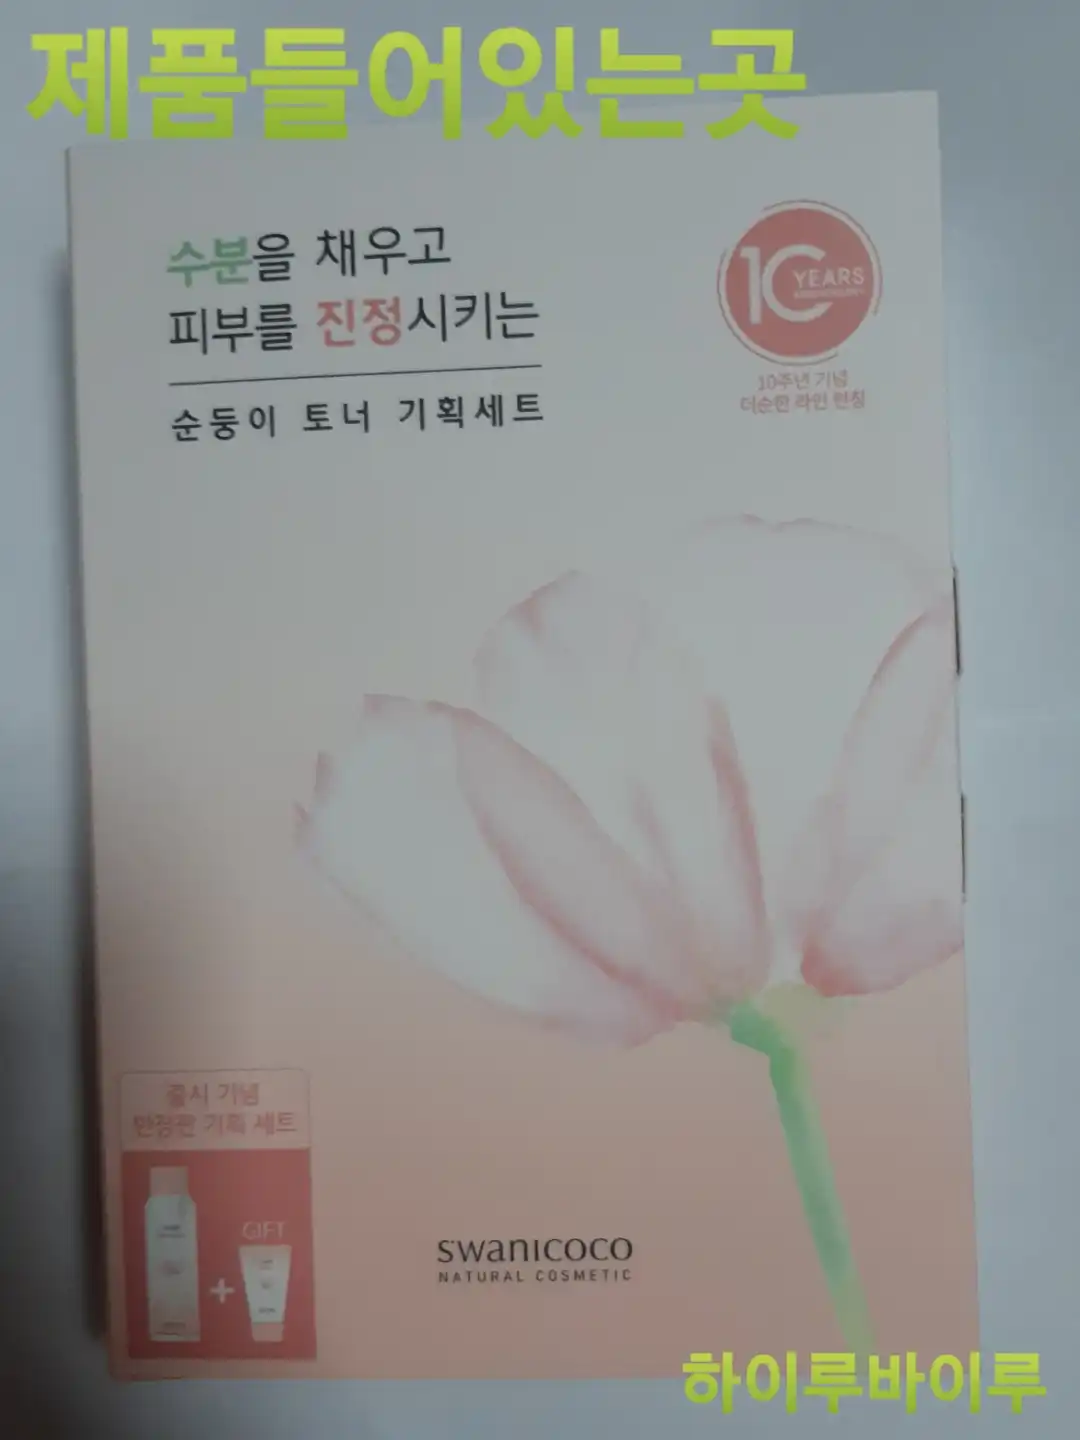 제품들어있는곳
수분을 채우고
피부를 진정시키는
순둥이 토너 기획세트
10 YEARS
10주년 기념
더순한 라인 런칭
출시 기념
한정판 기획 세트
GIFT
+
swanicoco
NATURAL COSMETIC
하이루바이루